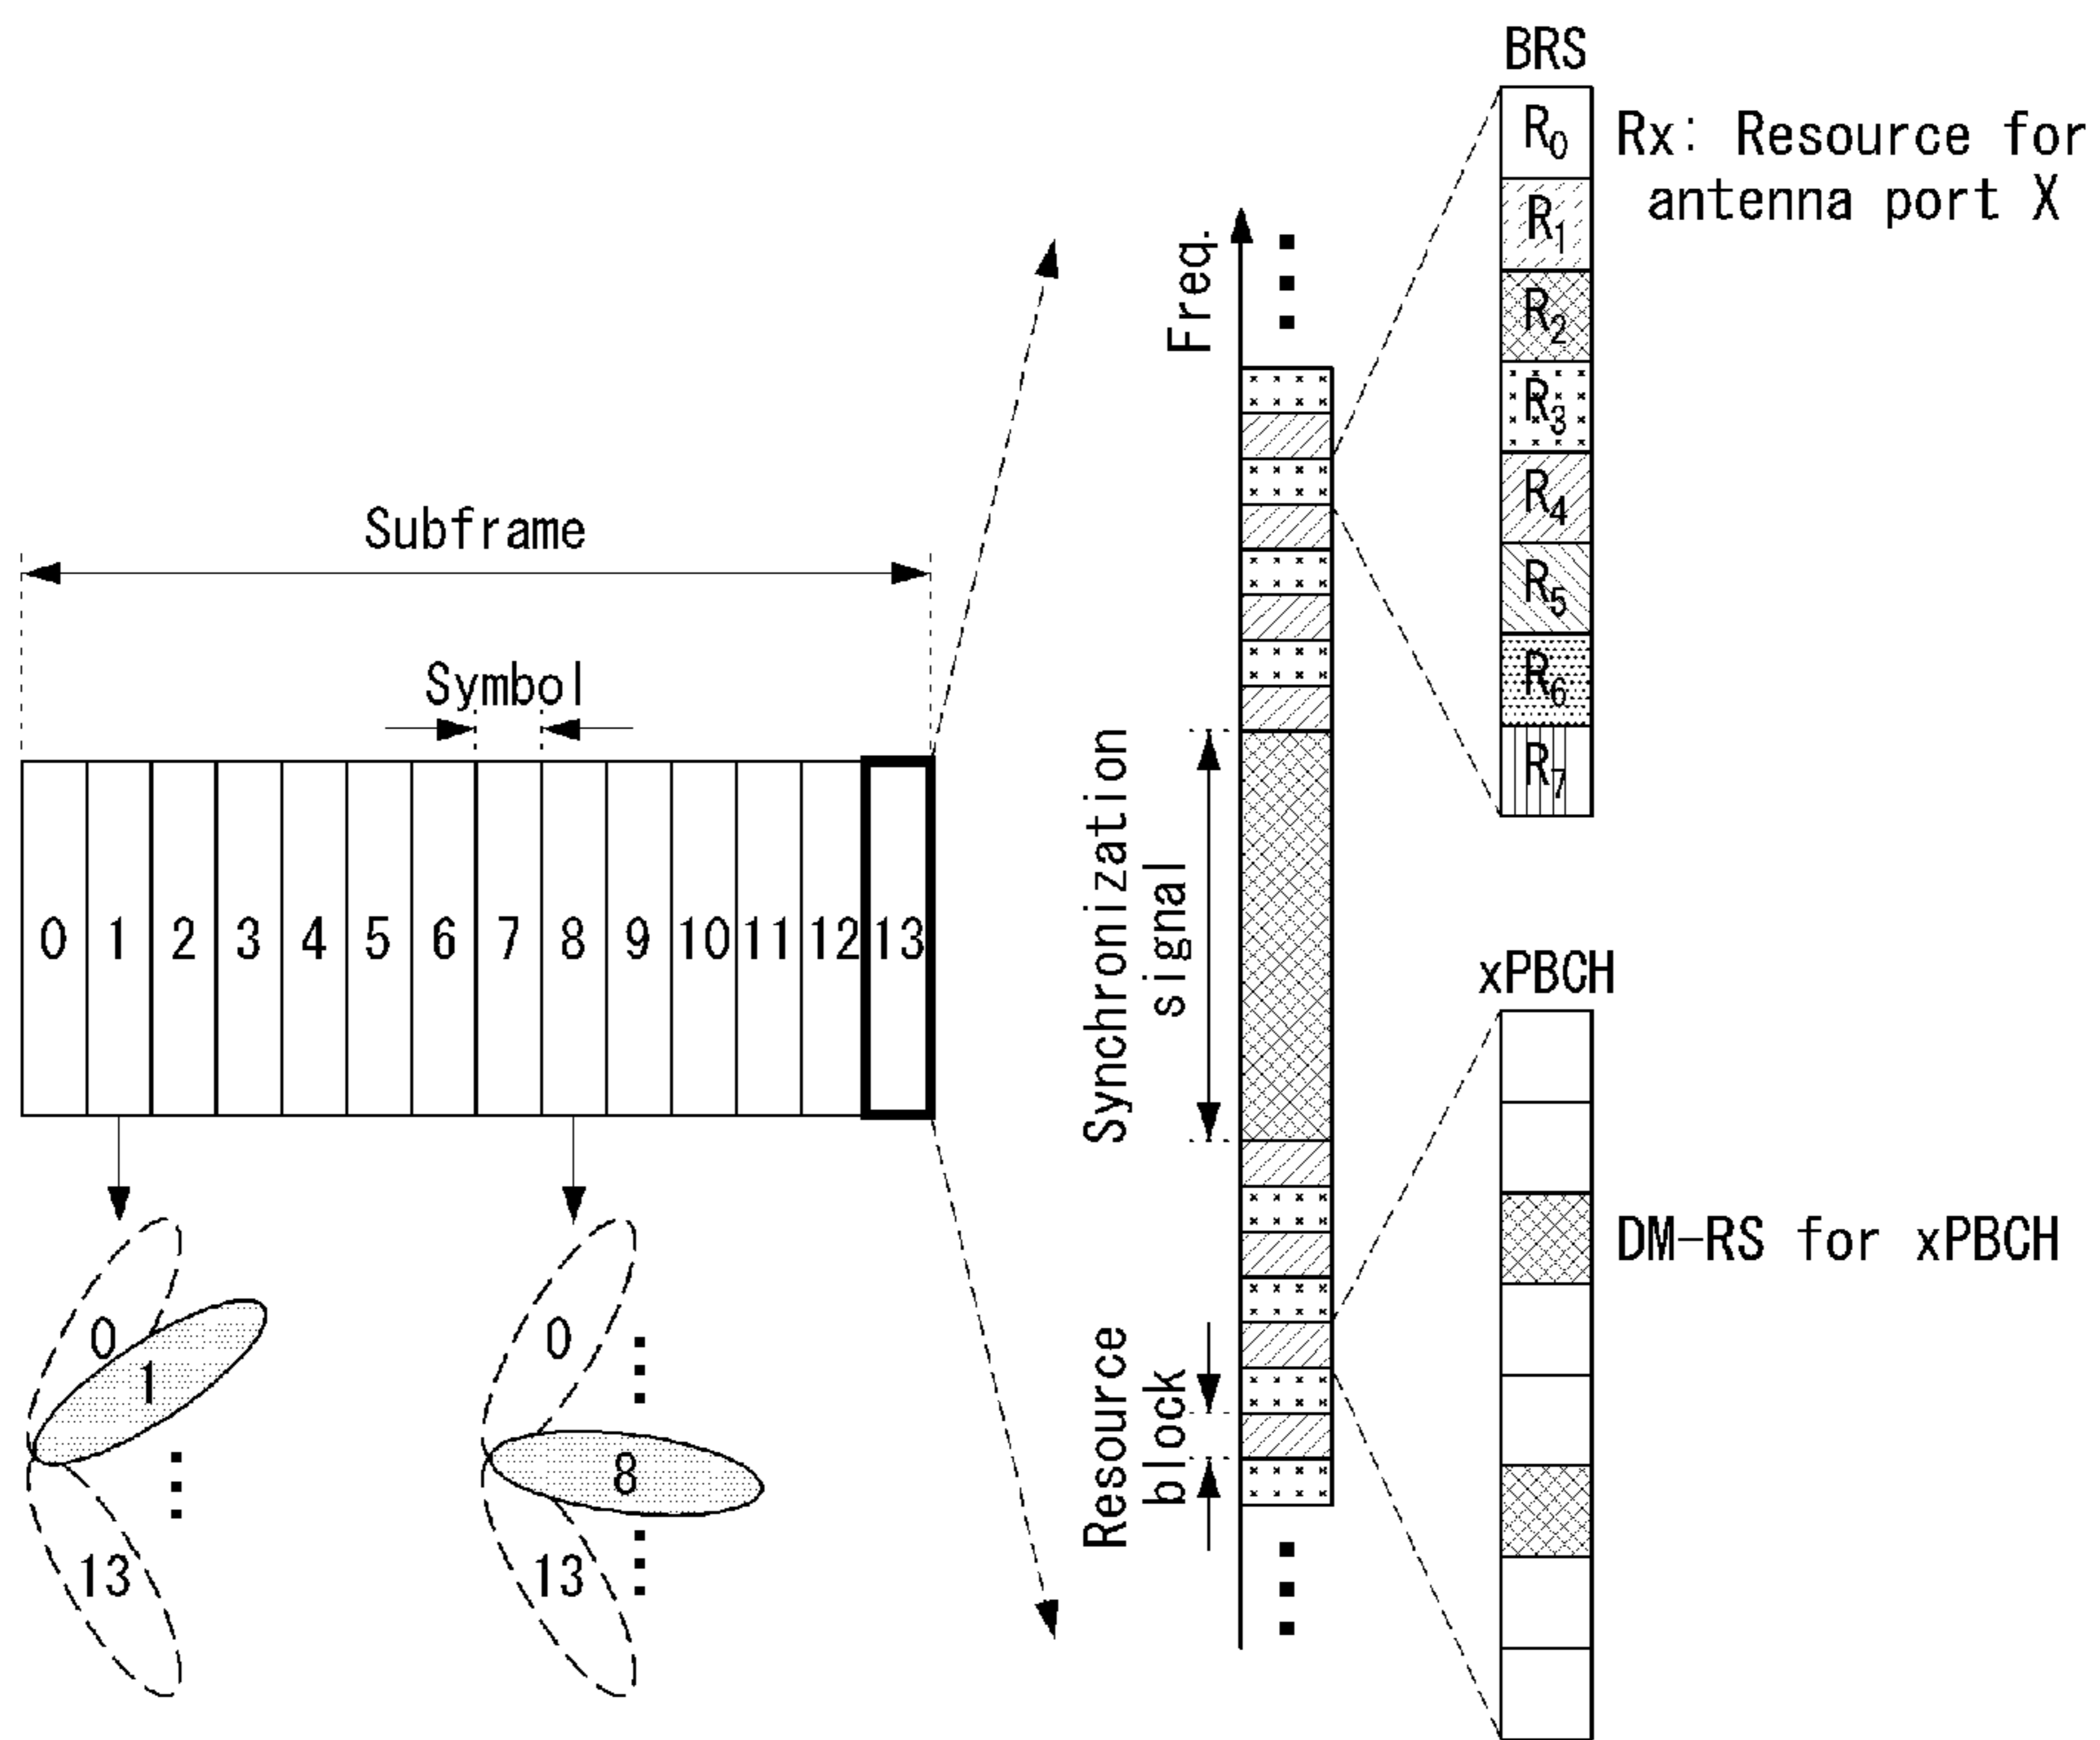 BRS
R0
Rx: Resource for
antenna port X
R1
R2
R3
R4
R5
R6
R7
Freq.
Subframe
Symbol
0 1 2 3 4 5 6 7 8 9 10 11 12 13
Synchronization
signal
xPBCH
DM-RS for xPBCH
0
1
13
0
8
13
Resource
block